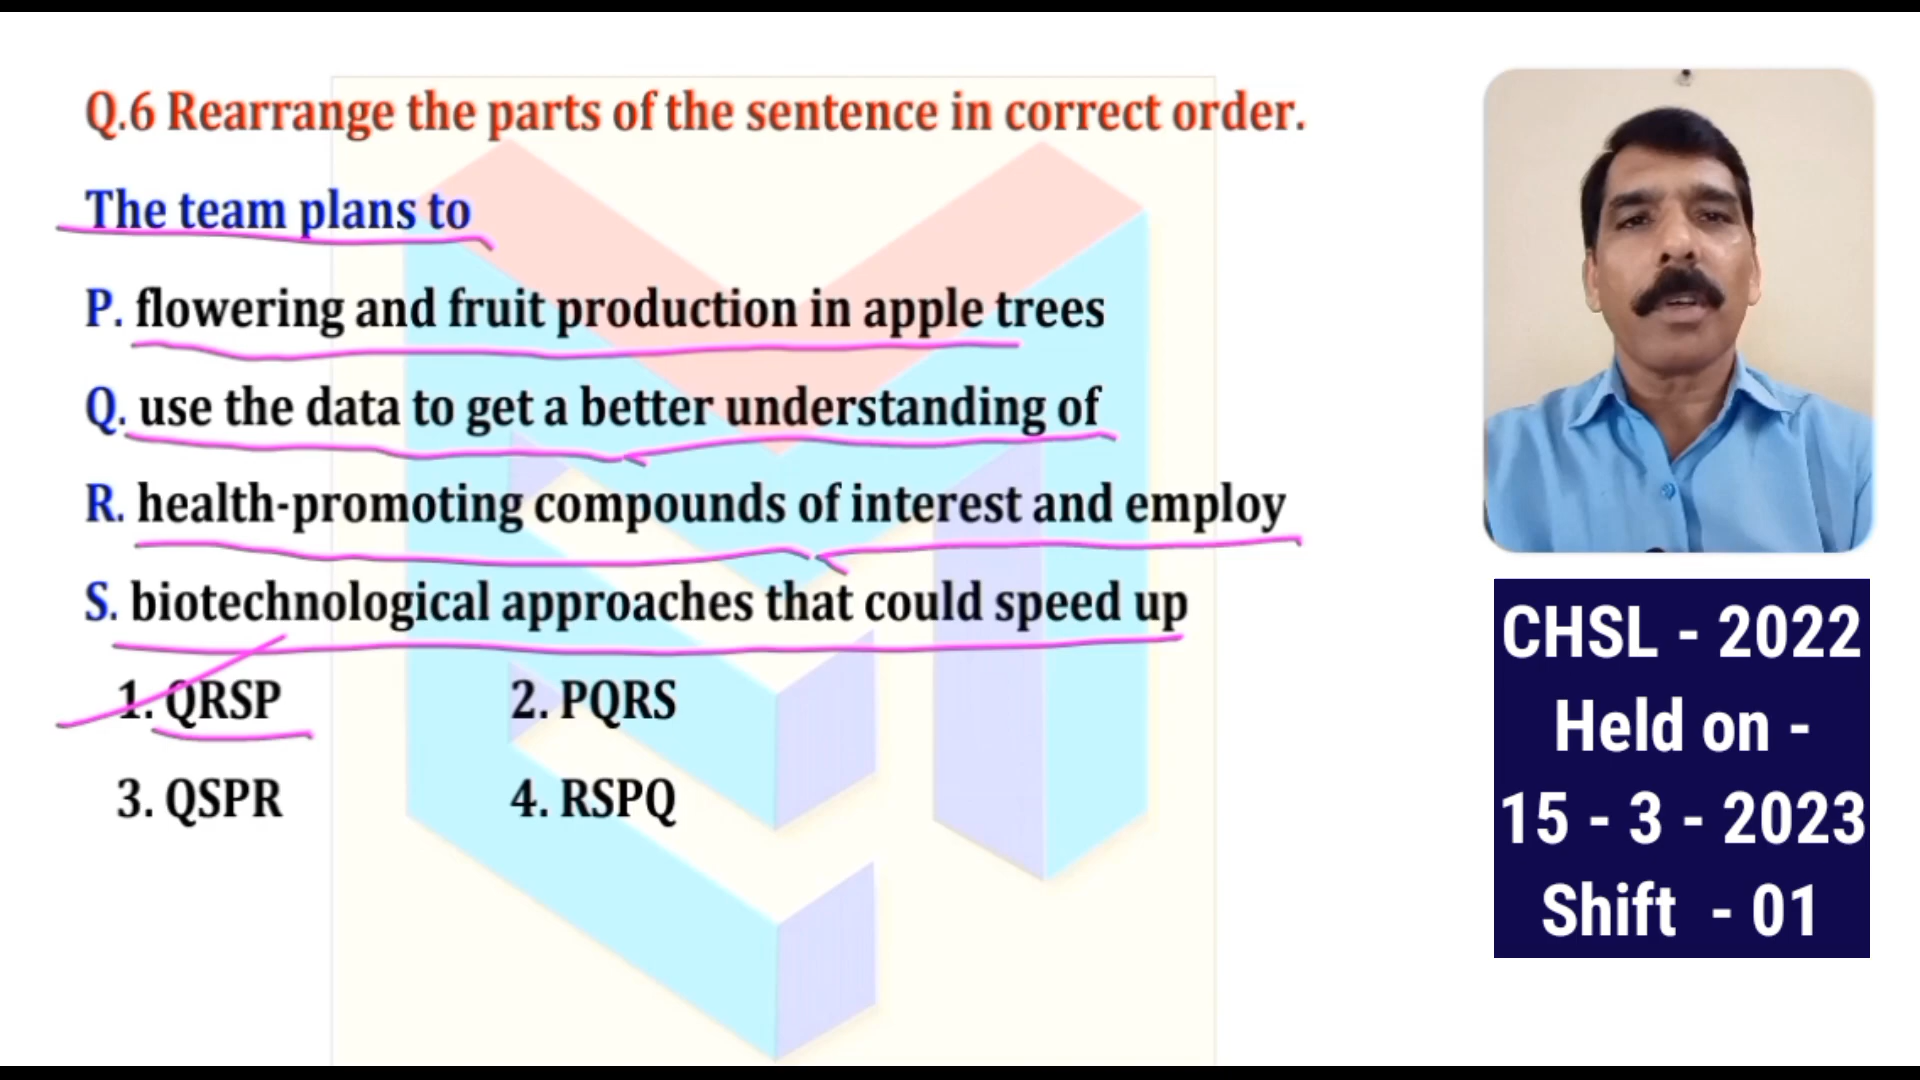 Q.6 Rearrange the parts of the sentence in correct order.
The team plans to
P. flowering and fruit production in apple trees
Q. use the data to get a better understanding of
R. health-promoting compounds of interest and employ
S. biotechnological approaches that could speed up
1. QRSP 2. PQRS
3. QSPR 4. RSPQ
CHSL - 2022
Held on -
15 - 3 - 2023
Shift - 01